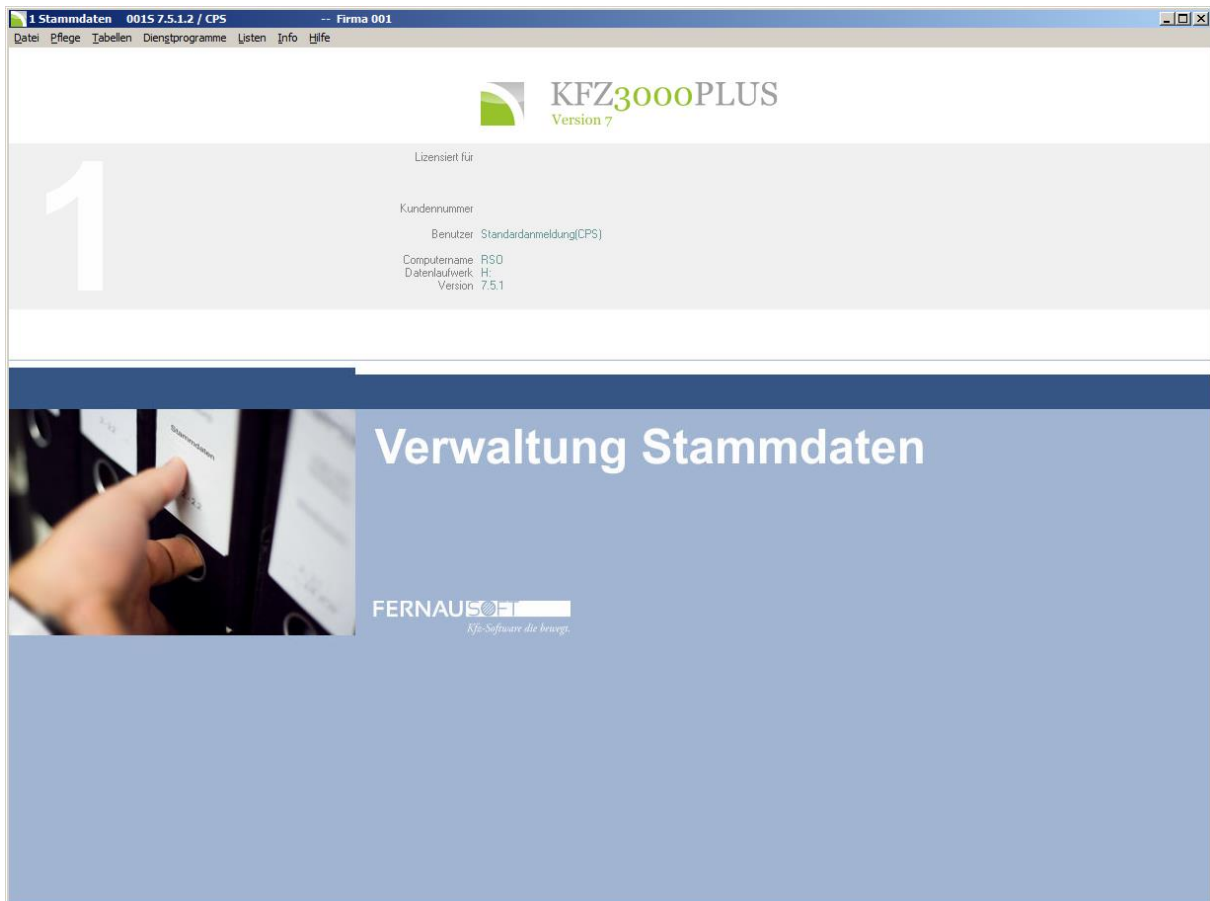 1 Stammdaten 001S 7.5.1.2 / CPS -- Firma 001
Datei Pflege Tabellen Dienstprogramme Listen Info Hilfe
KFZ3000PLUS
Version 7
1
Lizensiert für
Kundennummer
Benutzer Standardanmeldung(CPS)
Computername RSO
Datenlaufwerk H:
Version 7.5.1
Stammdaten
Verwaltung Stammdaten
FERNAUSOFT
Kfz-Software die bewegt.